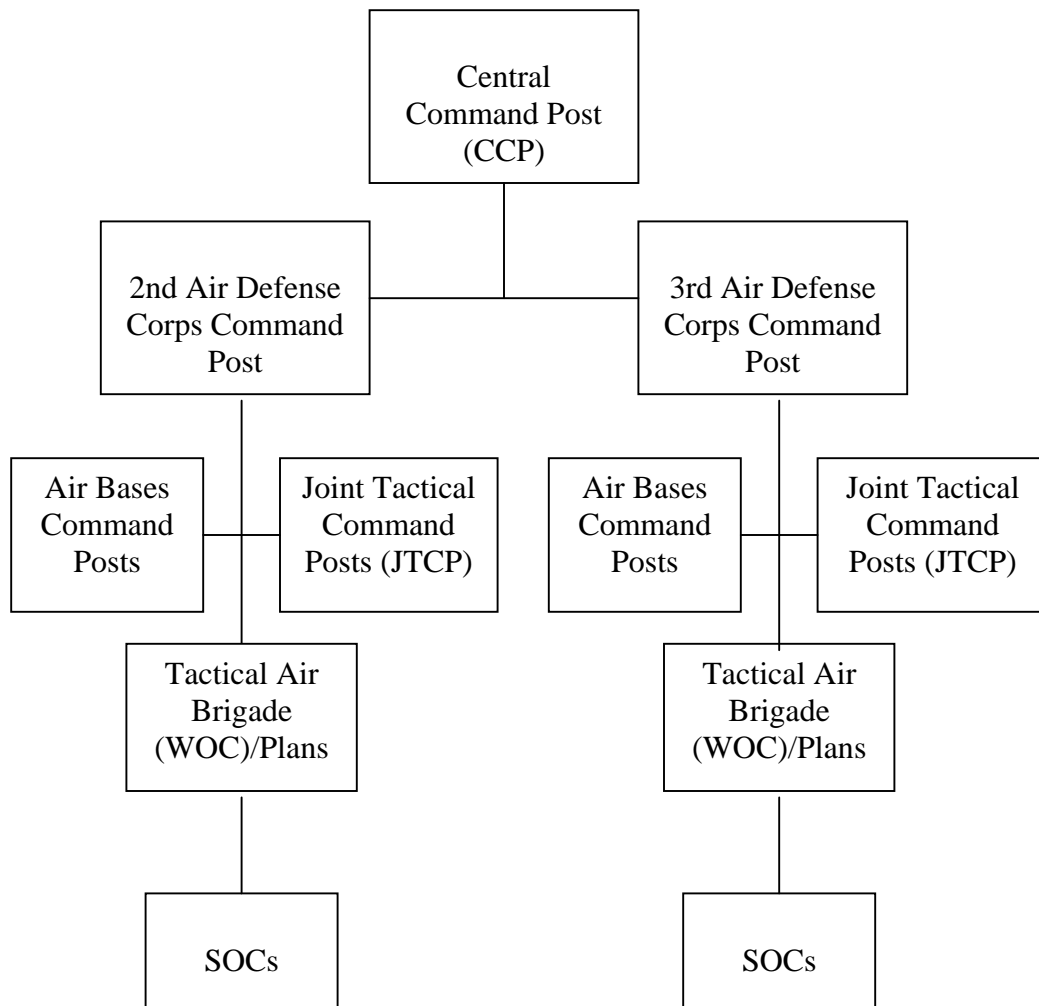 Central
Command Post
(CCP)
2nd Air Defense
Corps Command
Post
3rd Air Defense
Corps Command
Post
Air Bases
Command
Posts
Joint Tactical
Command
Posts (JTCP)
Air Bases
Command
Posts
Joint Tactical
Command
Posts (JTCP)
Tactical Air
Brigade
(WOC)/Plans
Tactical Air
Brigade
(WOC)/Plans
SOCs
SOCs